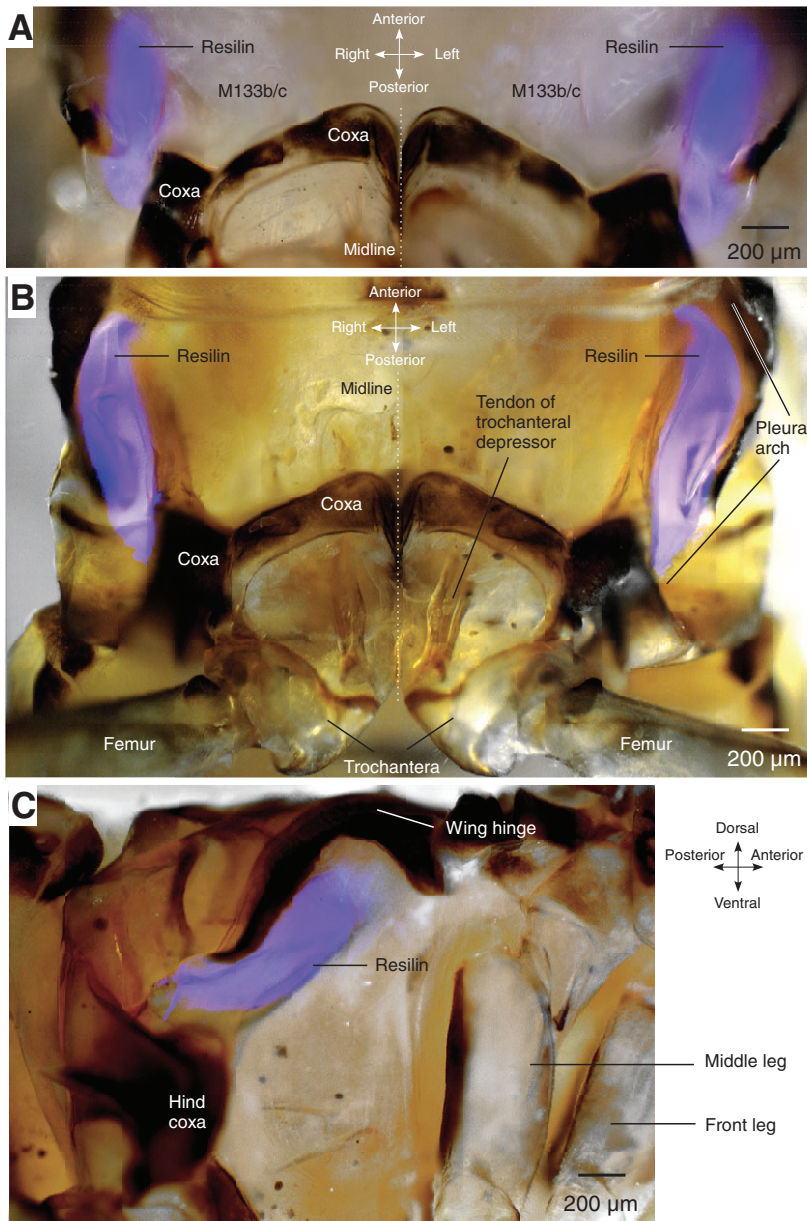 A
Resilin
Anterior
Right
Left
Posterior
Resilin
M133b/c
M133b/c
Coxa
Coxa
Midline
200 µm
B
Anterior
Right
Left
Posterior
Resilin
Resilin
Midline
Tendon of
trochanteral
depressor
Pleural
arch
Coxa
Coxa
Femur
Trochantera
Femur
200 µm
C
Wing hinge
Dorsal
Posterior
Anterior
Ventral
Resilin
Hind
coxa
Middle leg
Front leg
200 µm